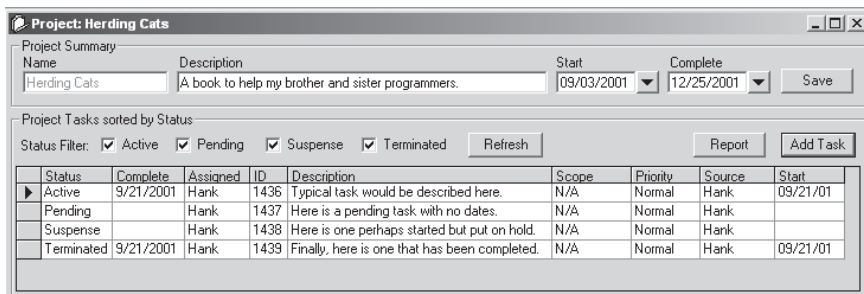 Project: Herding Cats
Project Summary
Name Description Start Complete
Herding Cats A book to help my brother and sister programmers. 09/03/2001 12/25/2001 Save
Project Tasks sorted by Status
Status Filter: Active Pending Suspense Terminated Refresh Report Add Task
Status Complete Assigned ID Description Scope Priority Source Start
Active 9/21/2001 Hank 1436 Typical task would be described here. N/A Normal Hank 09/21/01
Pending Hank 1437 Here is a pending task with no dates. N/A Normal Hank
Suspense Hank 1438 Here is one perhaps started but put on hold. N/A Normal Hank
Terminated 9/21/2001 Hank 1439 Finally, here is one that has been completed. N/A Normal Hank 09/21/01